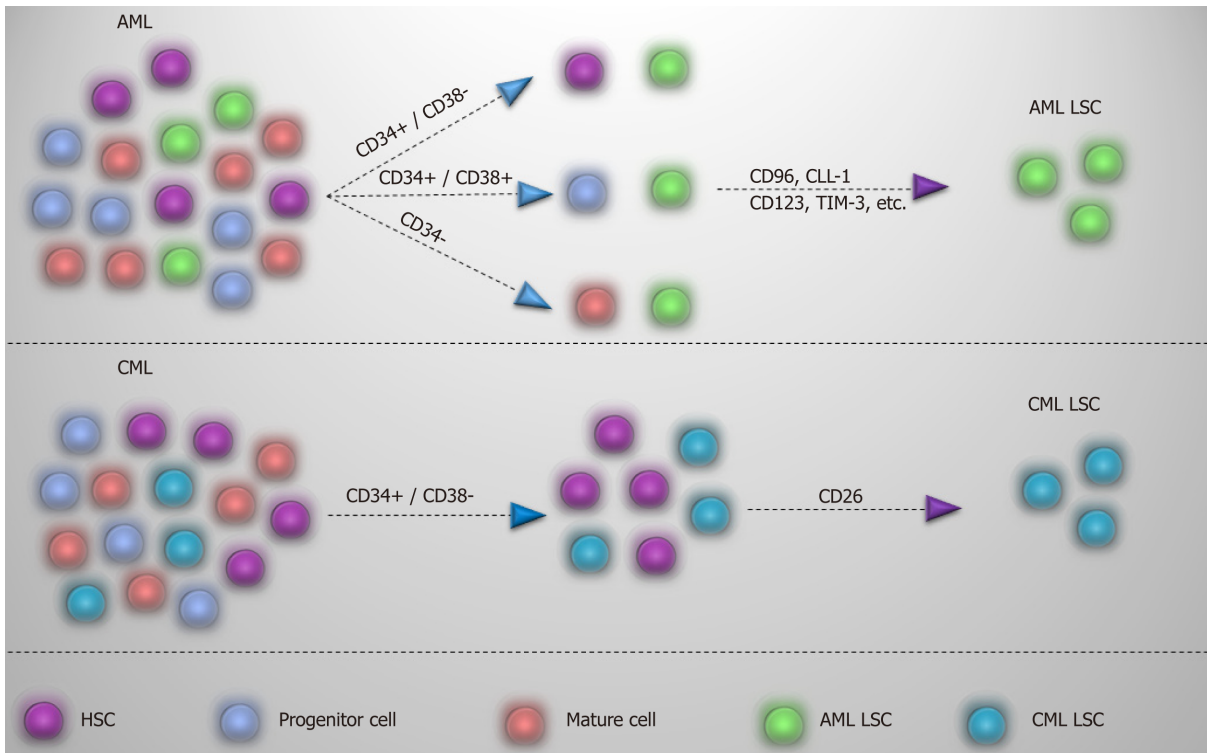 AML
CD34+ / CD38-
CD34+ / CD38+
CD34-
CD96, CLL-1
CD123, TIM-3, etc.
AML LSC
CML
CD34+ / CD38-
CD26
CML LSC
HSC
Progenitor cell
Mature cell
AML LSC
CML LSC